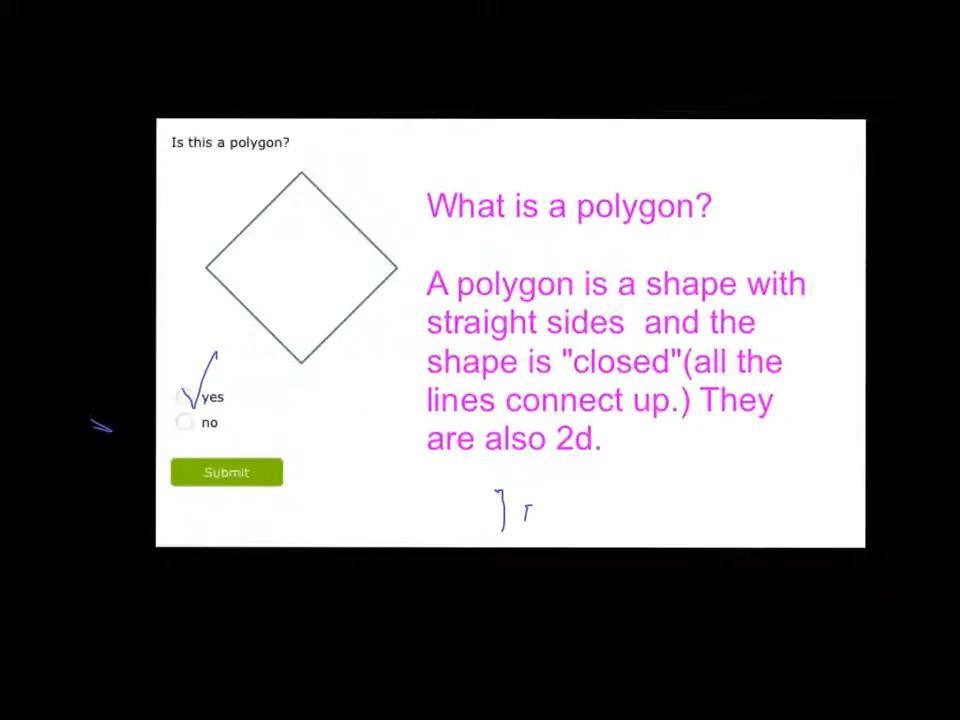 Is this a polygon?
What is a polygon?
A polygon is a shape with
straight sides and the
shape is "closed"(all the
lines connect up.) They
are also 2d.
yes
no
Submit